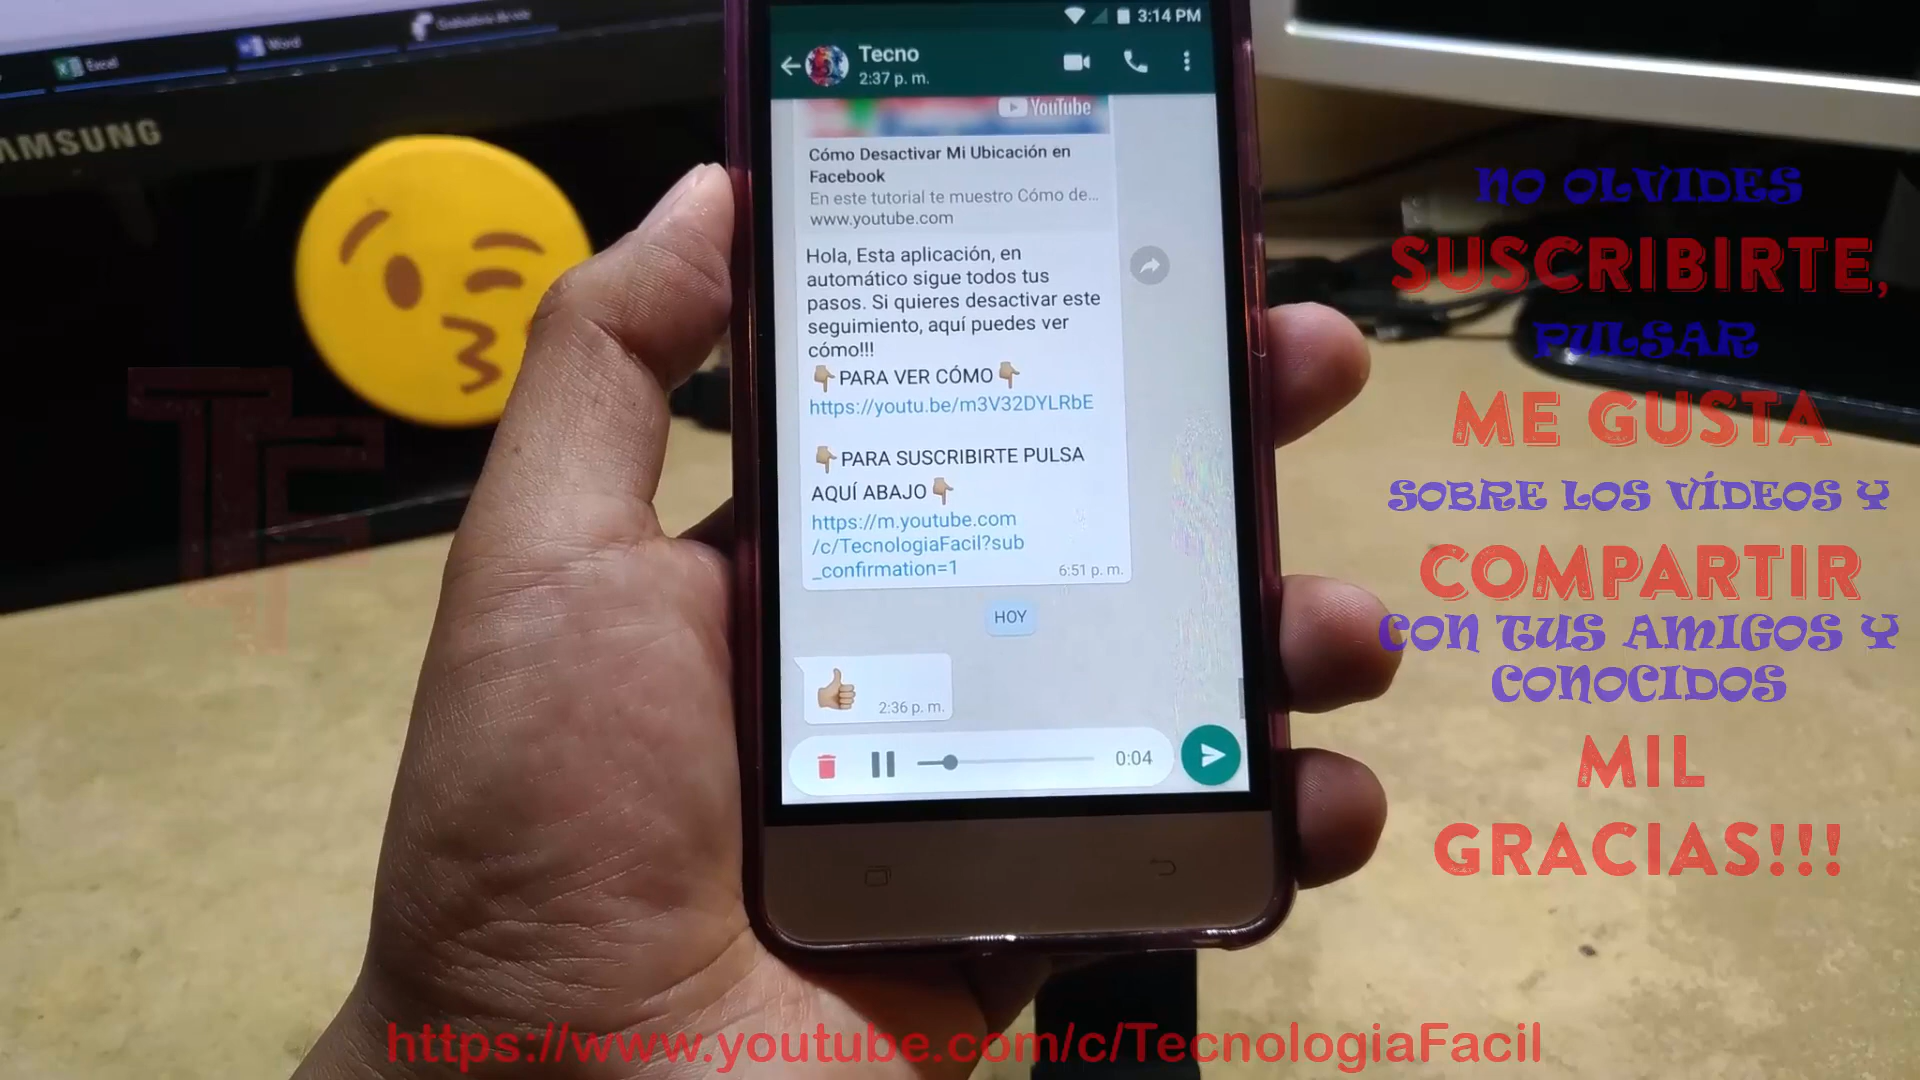 Excel
Word
SAMSUNG
3:14 PM
Tecno
2:37 p. m.
YouTube
Cómo Desactivar Mi Ubicación en
Facebook
En este tutorial te muestro Cómo de...
www.youtube.com
Hola, Esta aplicación, en
automático sigue todos tus
pasos. Si quieres desactivar este
seguimiento, aquí puedes ver
cómo!!!
👇🏼PARA VER CÓMO👇🏼
https://youtu.be/m3V32DYLRbE
👇🏼PARA SUSCRIBIRTE PULSA
AQUÍ ABAJO👇🏼
https://m.youtube.com
/c/TecnologiaFacil?sub
_confirmation=1
6:51 p. m.
HOY
👍🏼
2:36 p. m.
0:04
NO OLVIDES
SUSCRIBIRTE,
PULSAR
ME GUSTA
SOBRE LOS VÍDEOS Y
COMPARTIR
CON TUS AMIGOS Y
CONOCIDOS
MIL
GRACIAS!!!
TF
https://www.youtube.com/c/TecnologiaFacil